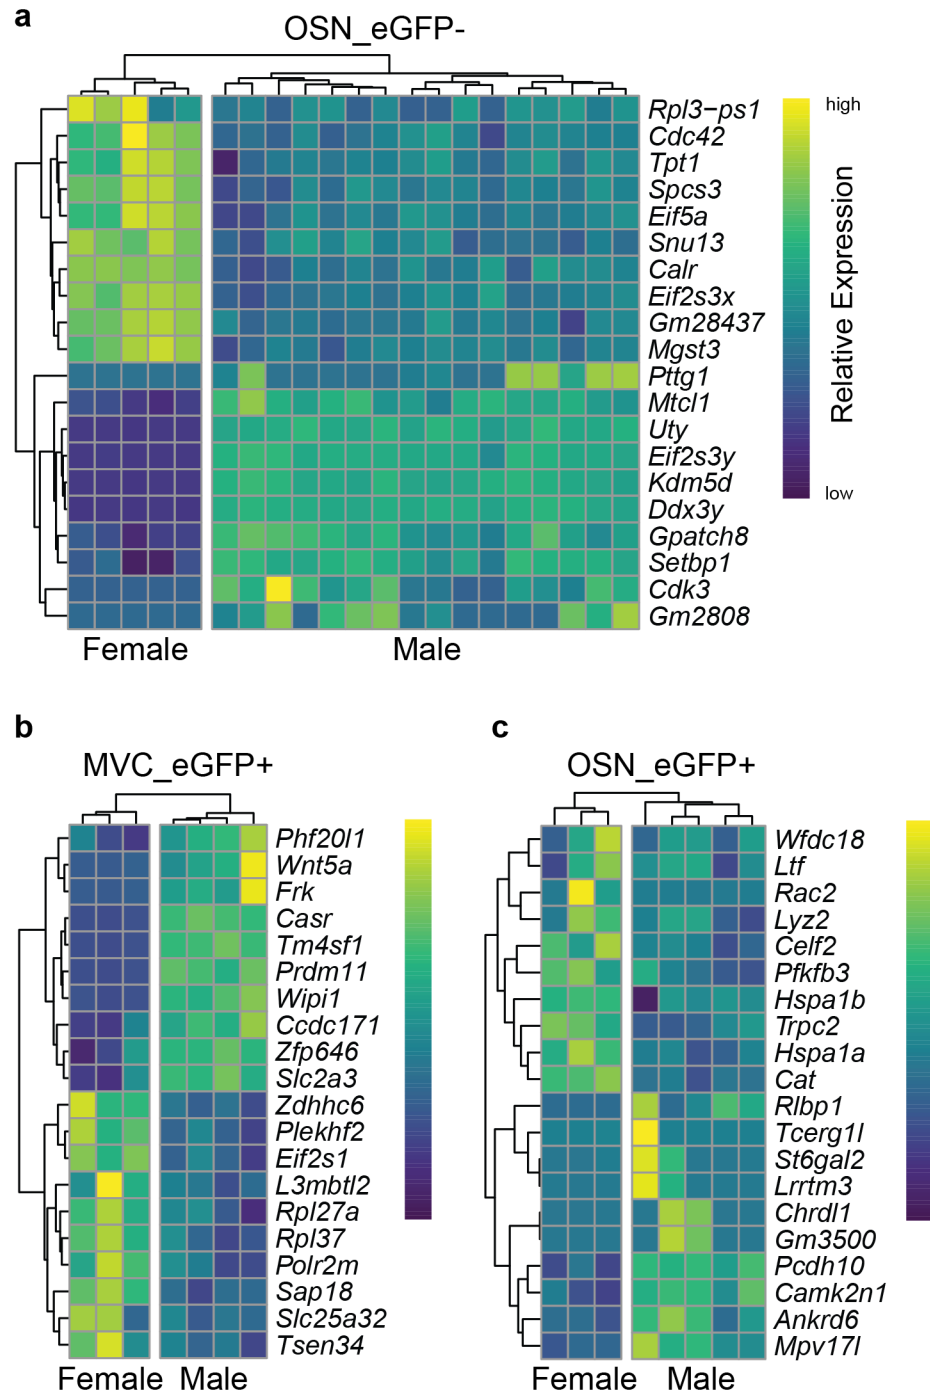 a
OSN_eGFP-
Rpl3−ps1
Cdc42
Tpt1
Spcs3
Eif5a
Snu13
Calr
Eif2s3x
Gm28437
Mgst3
Pttg1
Mtcl1
Uty
Eif2s3y
Kdm5d
Ddx3y
Gpatch8
Setbp1
Cdk3
Gm2808
high
Relative Expression
low
Female
Male
b
MVC_eGFP+
Phf20l1
Wnt5a
Frk
Casr
Tm4sf1
Prdm11
Wipi1
Ccdc171
Zfp646
Slc2a3
Zdhhc6
Plekhf2
Eif2s1
L3mbtl2
Rpl27a
Rpl37
Polr2m
Sap18
Slc25a32
Tsen34
Female
Male
c
OSN_eGFP+
Wfdc18
Ltf
Rac2
Lyz2
Celf2
Pfkfb3
Hspa1b
Trpc2
Hspa1a
Cat
Rlbp1
Tcerg1l
St6gal2
Lrrtm3
Chrdl1
Gm3500
Pcdh10
Camk2n1
Ankrd6
Mpv17l
Female
Male